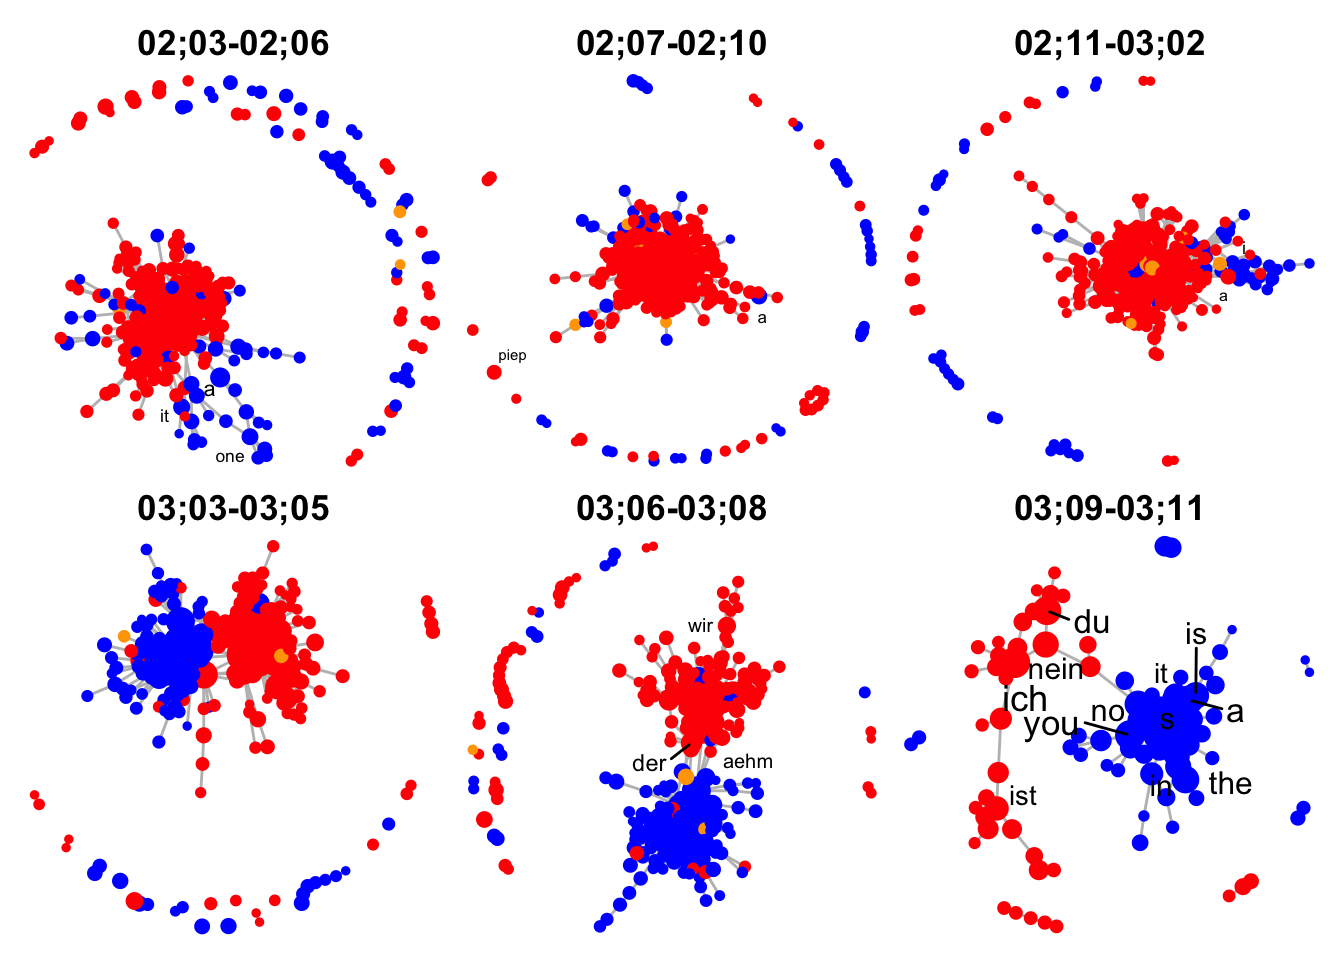 02;03-02;06
02;07-02;10
02;11-03;02
a
it
one
a
piep
i
a
03;03-03;05
03;06-03;08
03;09-03;11
wir
der
aehm
du
is
nein
it
ich
a
you
no
s
ist
in
the